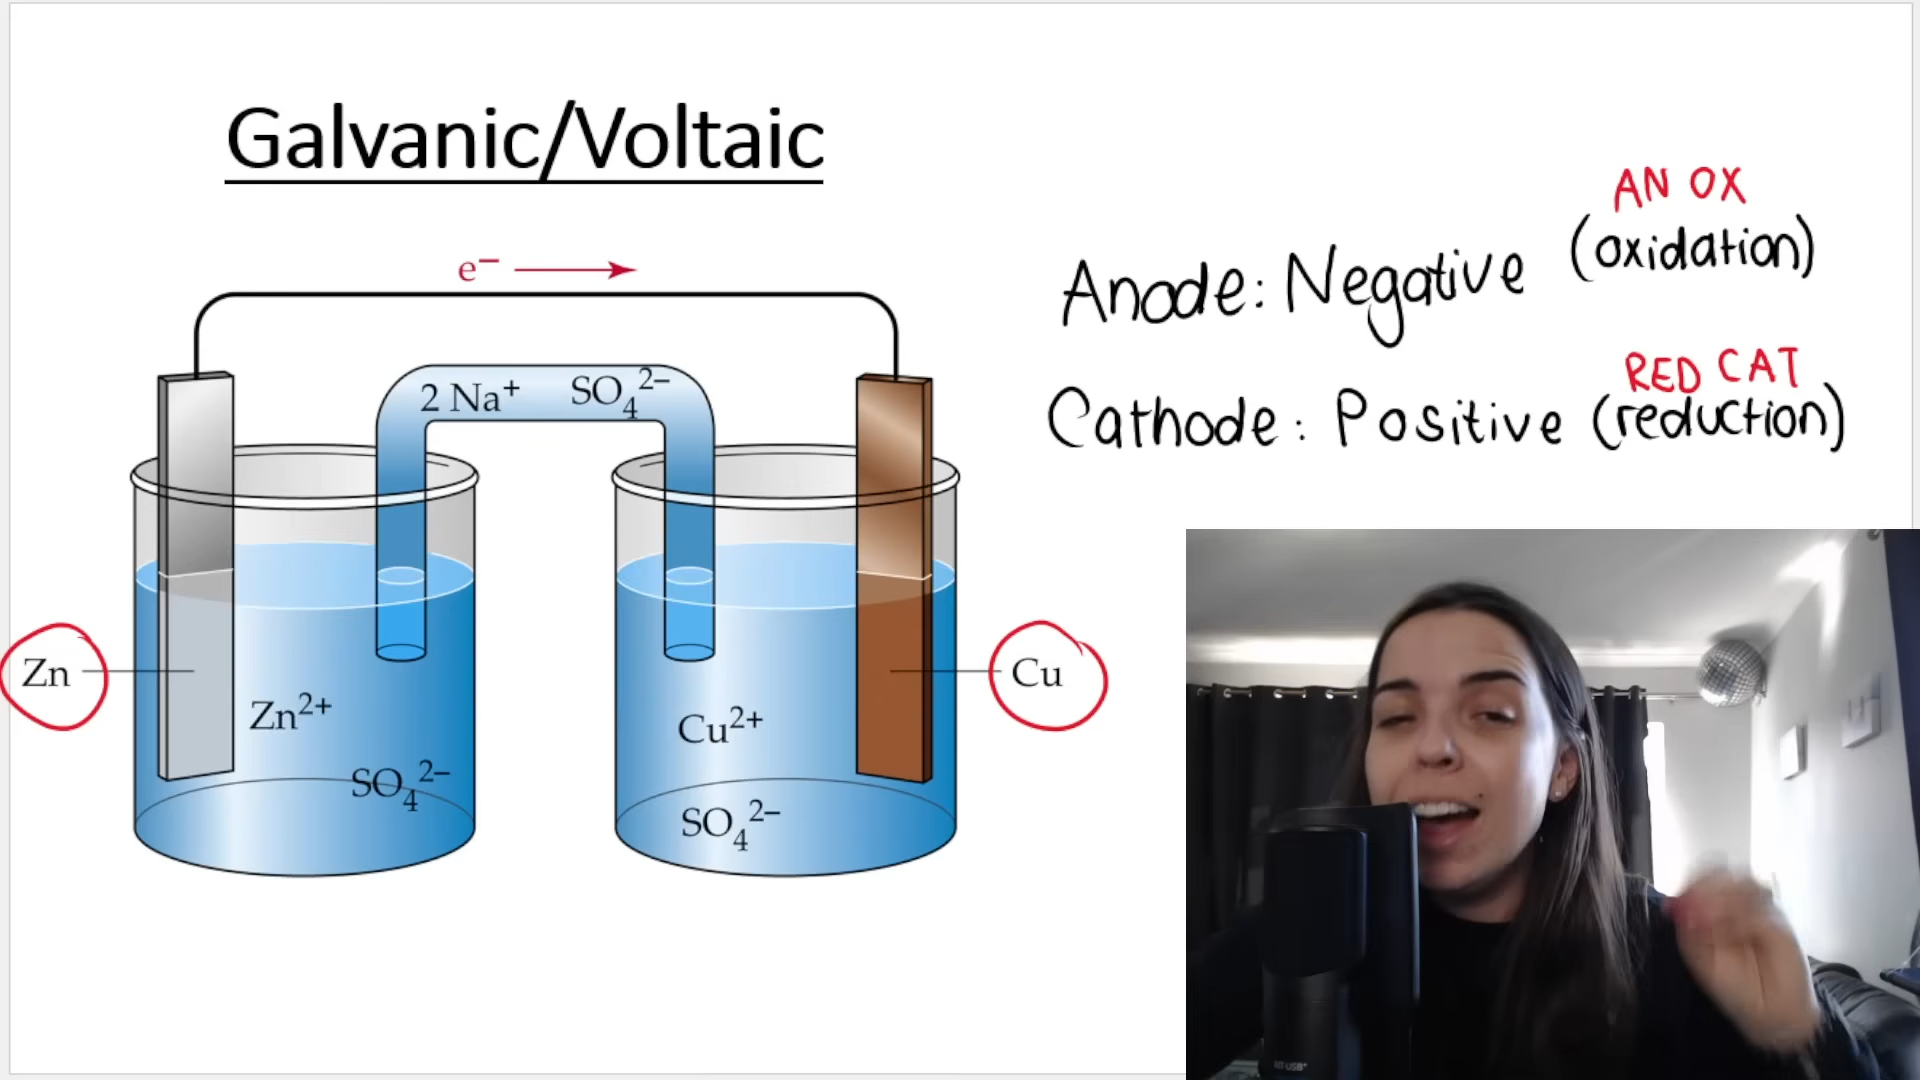 Galvanic/Voltaic
AN OX
(oxidation)
Anode: Negative
RED CAT
Cathode: Positive (reduction)
e⁻
2 Na⁺ SO₄²⁻
Zn
Cu
Zn²⁺
Cu²⁺
SO₄²⁻
SO₄²⁻